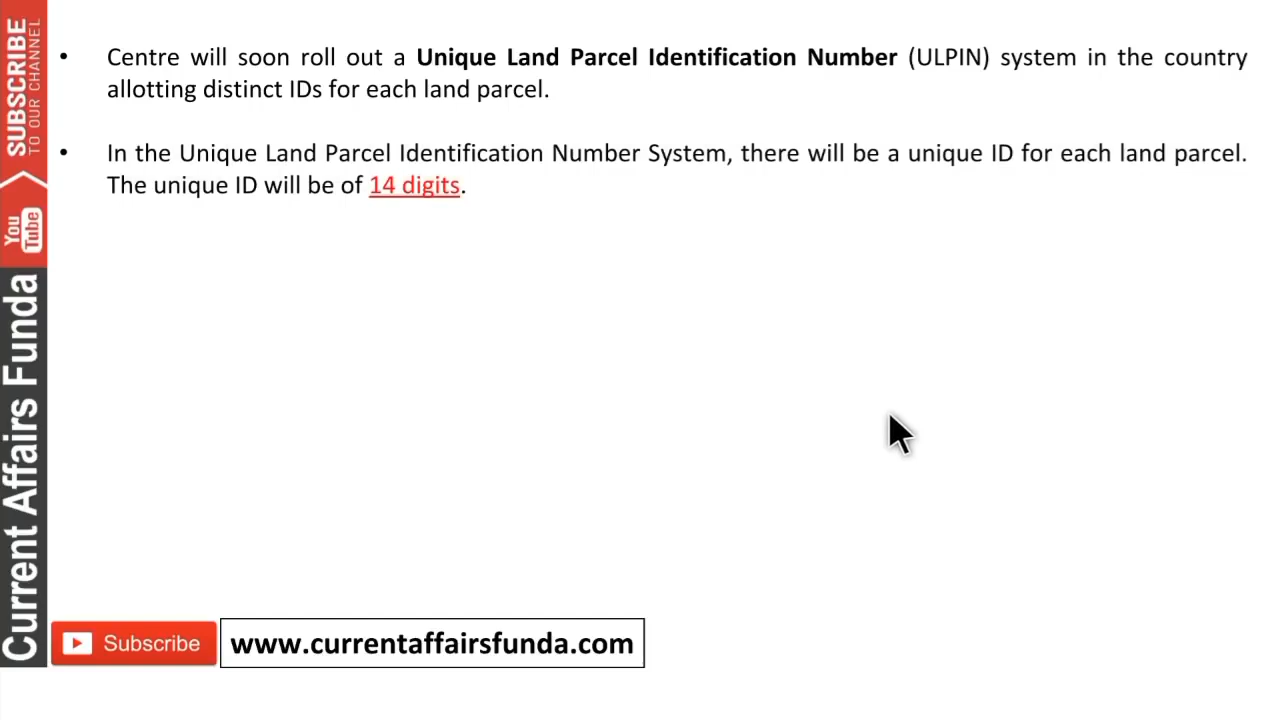 • Centre will soon roll out a Unique Land Parcel Identification Number (ULPIN) system in the country
allotting distinct IDs for each land parcel.
• In the Unique Land Parcel Identification Number System, there will be a unique ID for each land parcel.
The unique ID will be of 14 digits.
SUBSCRIBE
TO OUR CHANNEL
You
Tube
Current Affairs Funda
Subscribe
www.currentaffairsfunda.com